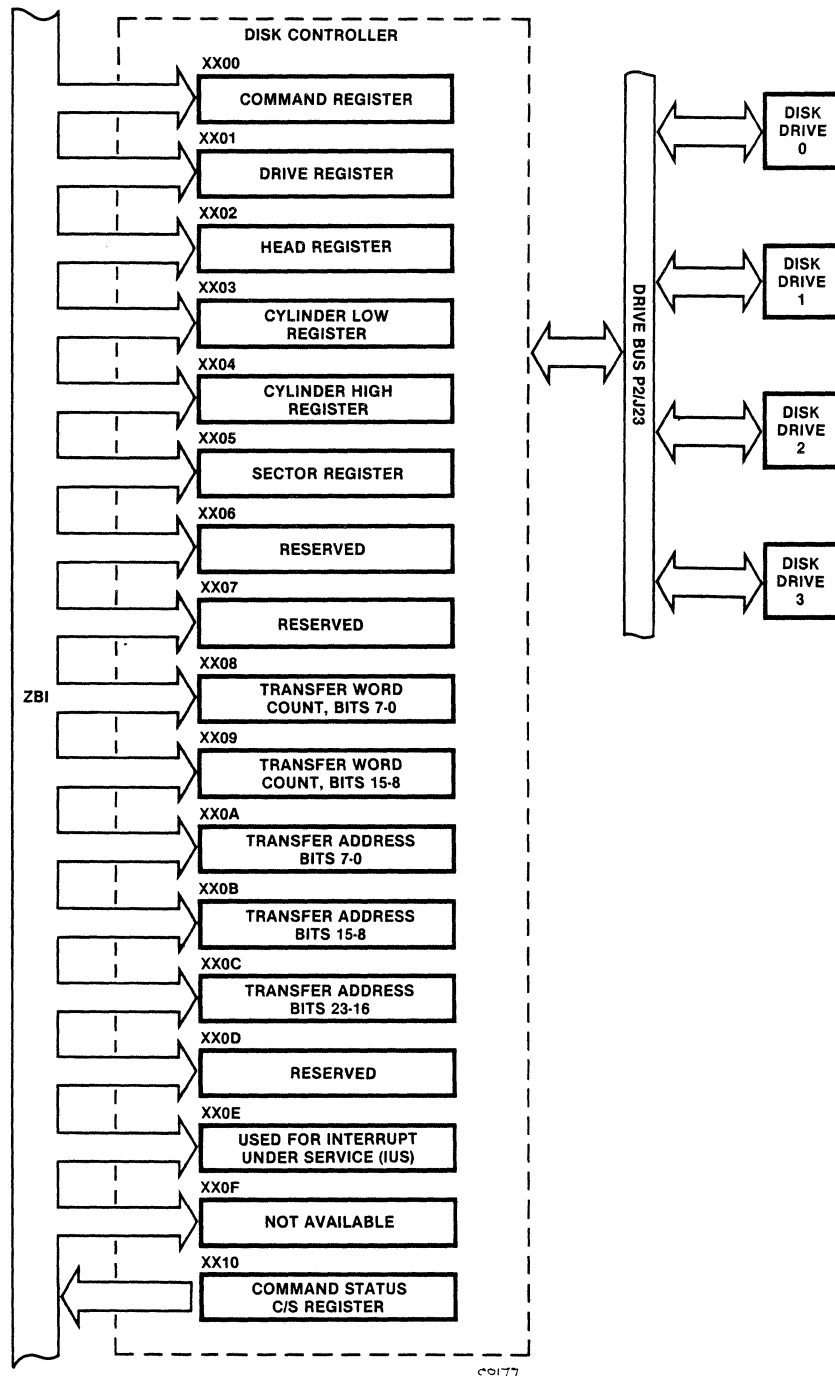 DISK CONTROLLER
XX00
COMMAND REGISTER
XX01
DRIVE REGISTER
XX02
HEAD REGISTER
XX03
CYLINDER LOW
REGISTER
XX04
CYLINDER HIGH
REGISTER
XX05
SECTOR REGISTER
XX06
RESERVED
XX07
RESERVED
XX08
TRANSFER WORD
COUNT, BITS 7-0
XX09
TRANSFER WORD
COUNT, BITS 15-8
XX0A
TRANSFER ADDRESS
BITS 7-0
XX0B
TRANSFER ADDRESS
BITS 15-8
XX0C
TRANSFER ADDRESS
BITS 23-16
XX0D
RESERVED
XX0E
USED FOR INTERRUPT
UNDER SERVICE (IUS)
XX0F
NOT AVAILABLE
XX10
COMMAND STATUS
C/S REGISTER
ZBI
DRIVE BUS P2/J23
DISK
DRIVE
0
DISK
DRIVE
1
DISK
DRIVE
2
DISK
DRIVE
3